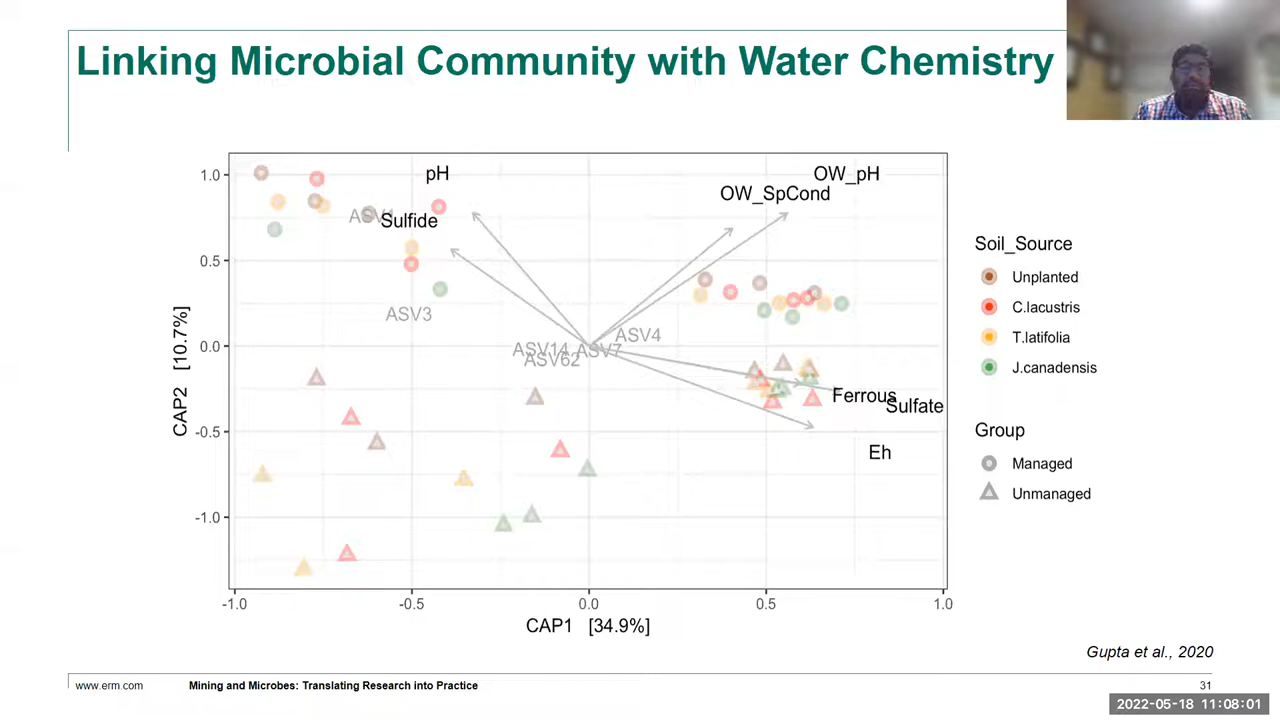 Linking Microbial Community with Water Chemistry
pH
OW_pH
OW_SpCond
Sulfide
ASV3
ASV4
ASV14
ASV7
ASV62
Ferrous
Sulfate
Eh
1.0
0.5
0.0
-0.5
-1.0
CAP2 [10.7%]
-1.0 -0.5 0.0 0.5 1.0
CAP1 [34.9%]
Soil_Source
Unplanted
C.lacustris
T.latifolia
J.canadensis
Group
Managed
Unmanaged
Gupta et al., 2020
www.erm.com Mining and Microbes: Translating Research into Practice 31
2022-05-18 11:08:01